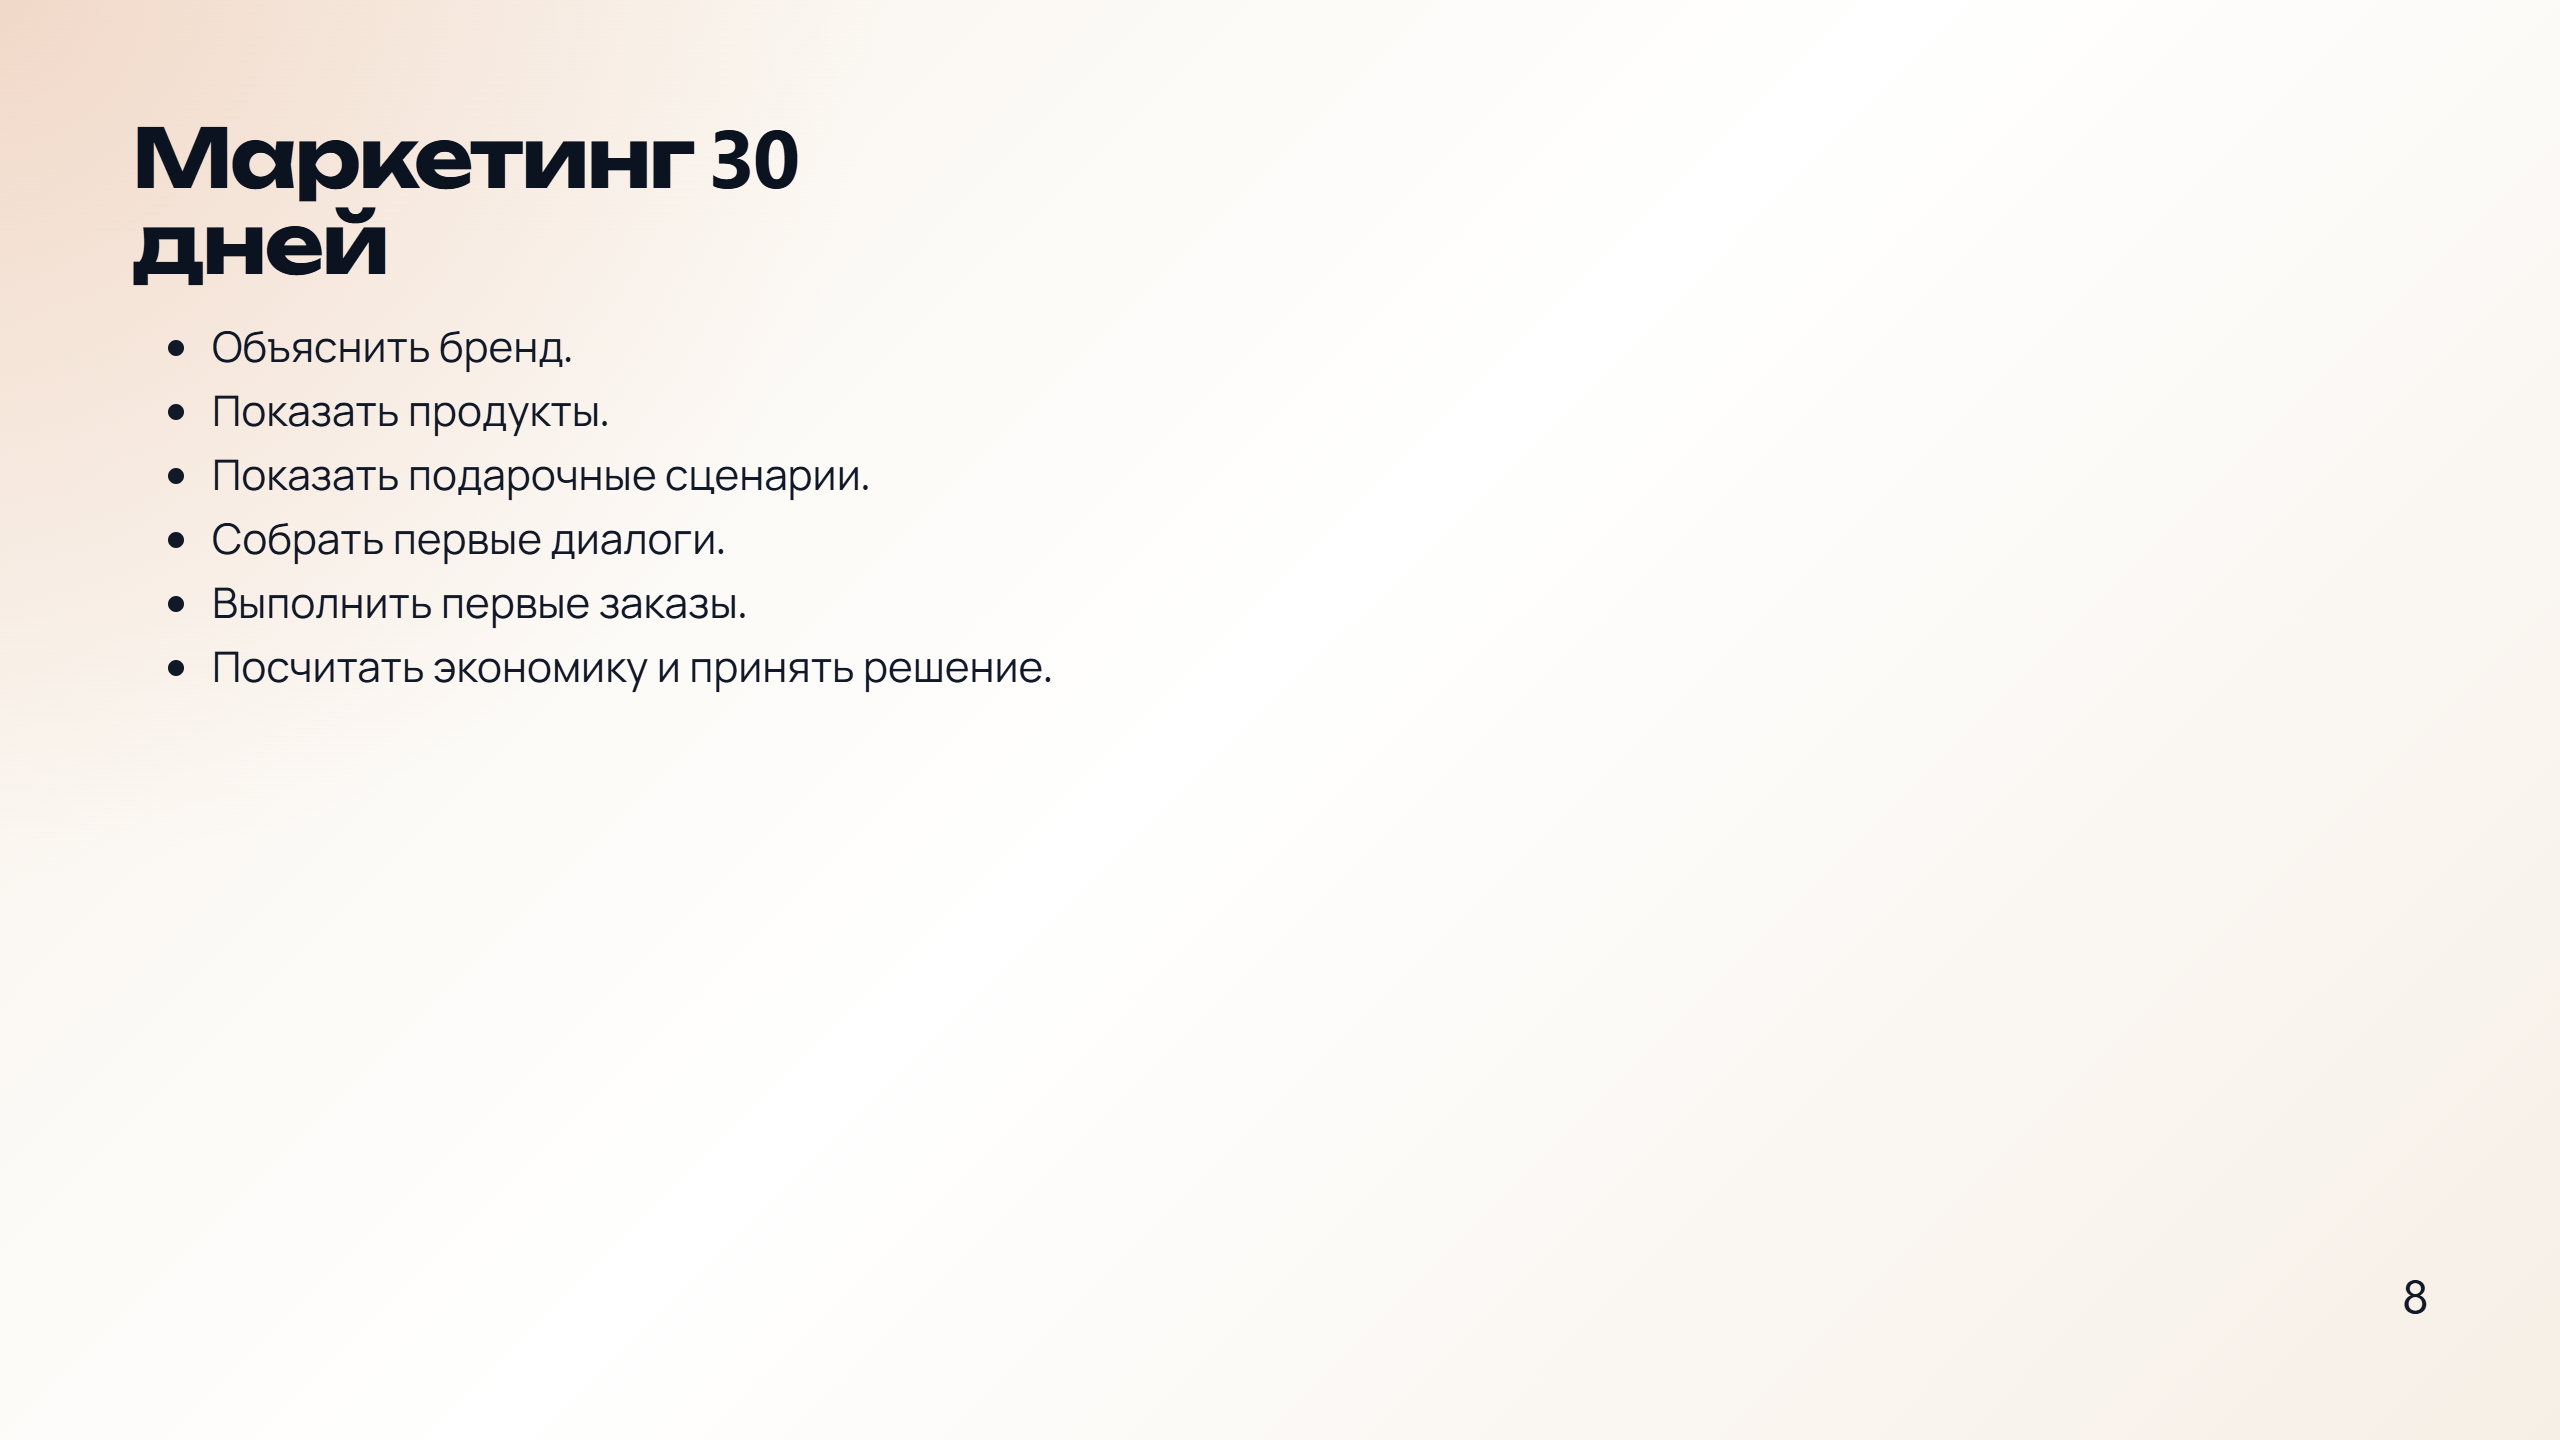 Маркетинг 30
дней
• Объяснить бренд.
• Показать продукты.
• Показать подарочные сценарии.
• Собрать первые диалоги.
• Выполнить первые заказы.
• Посчитать экономику и принять решение.
8